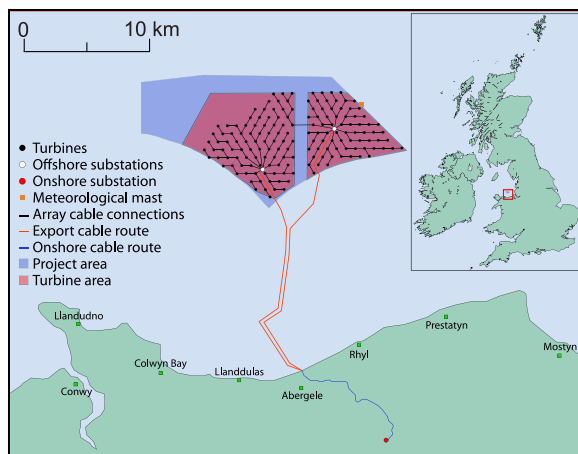 0 10 km
Turbines
Offshore substations
Onshore substation
Meteorological mast
Array cable connections
Export cable route
Onshore cable route
Project area
Turbine area
Llandudno
Prestatyn
Rhyl
Mostyn
Colwyn Bay
Llanddulas
Conwy
Abergele